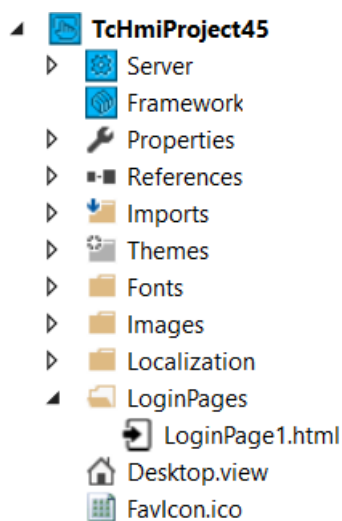 TcHmiProject45
Server
Framework
Properties
References
Imports
Themes
Fonts
Images
Localization
LoginPages
LoginPage1.html
Desktop.view
FavIcon.ico